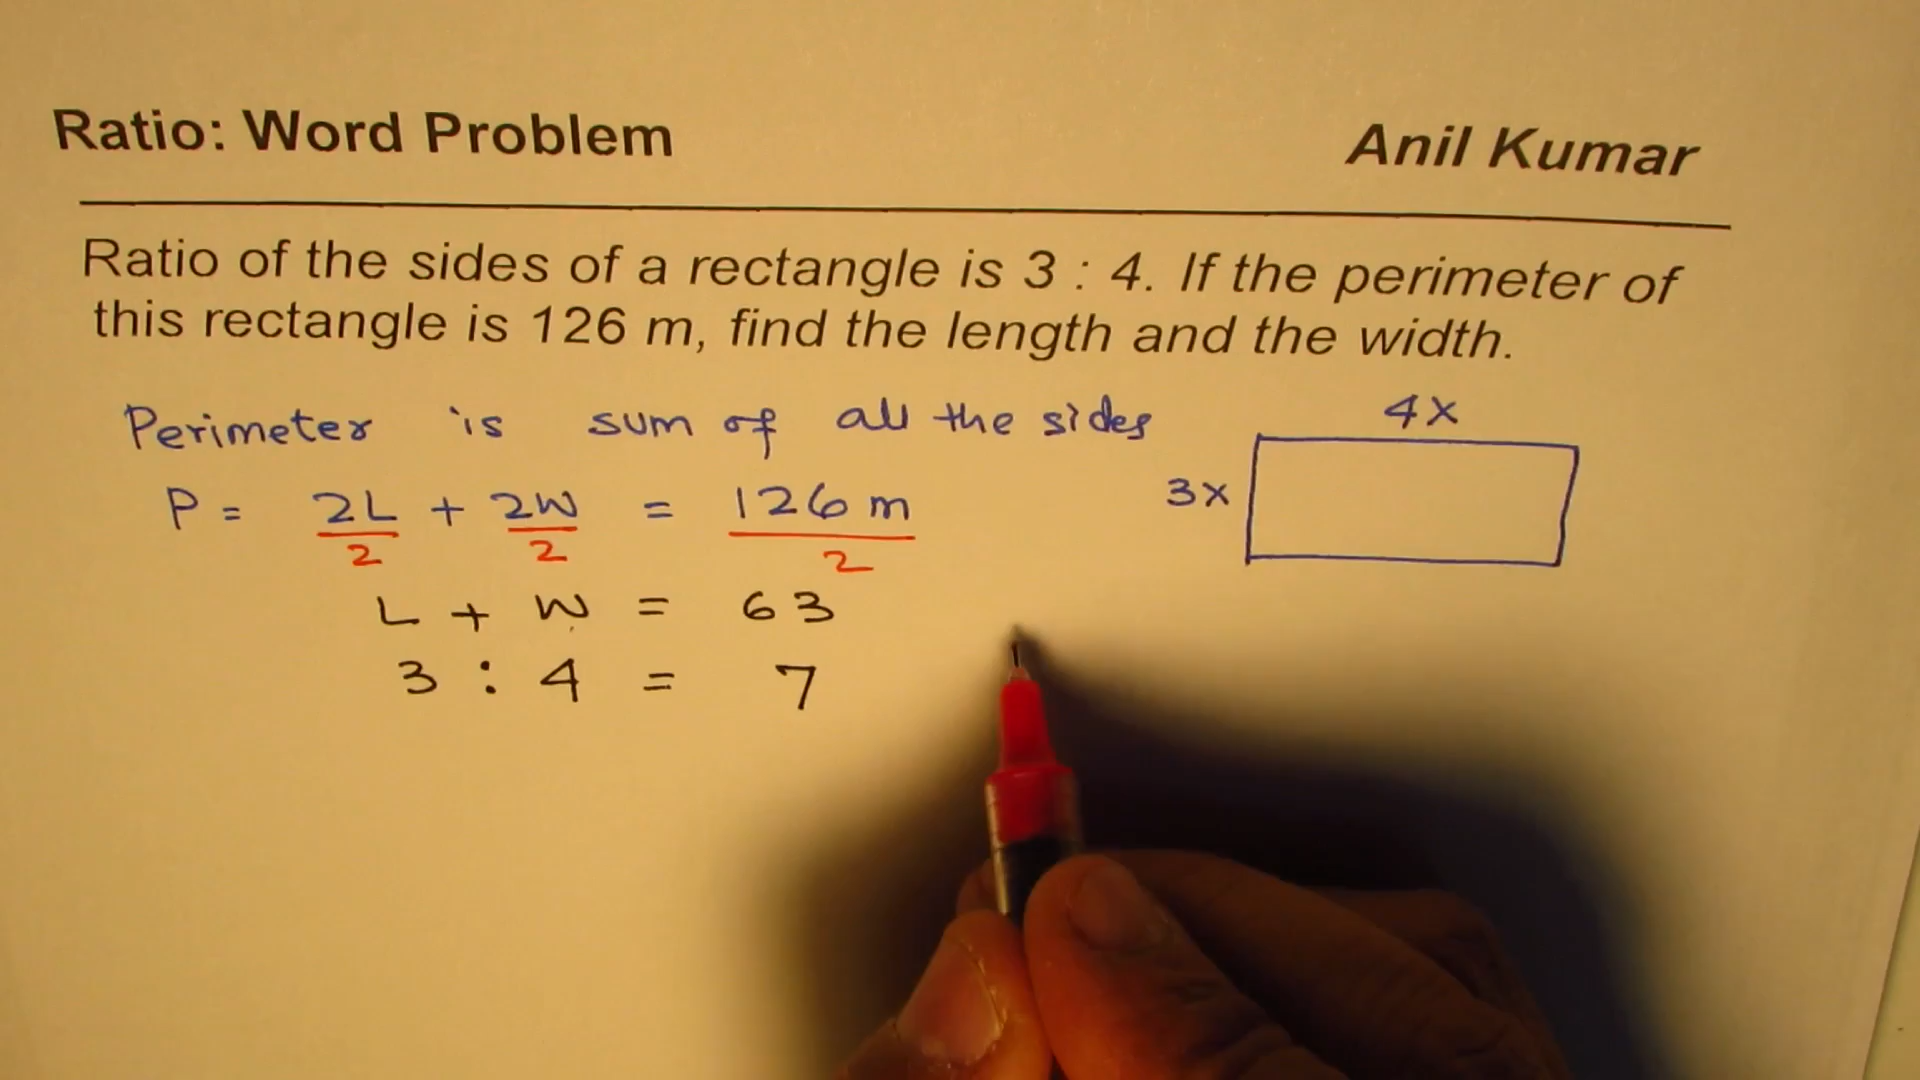 Ratio: Word Problem
Anil Kumar
Ratio of the sides of a rectangle is 3 : 4. If the perimeter of
this rectangle is 126 m, find the length and the width.
Perimeter is sum of all the sides
4x
3x
P = 2L + 2W = 126 m
2 2 2
L + W = 63
3 : 4 = 7